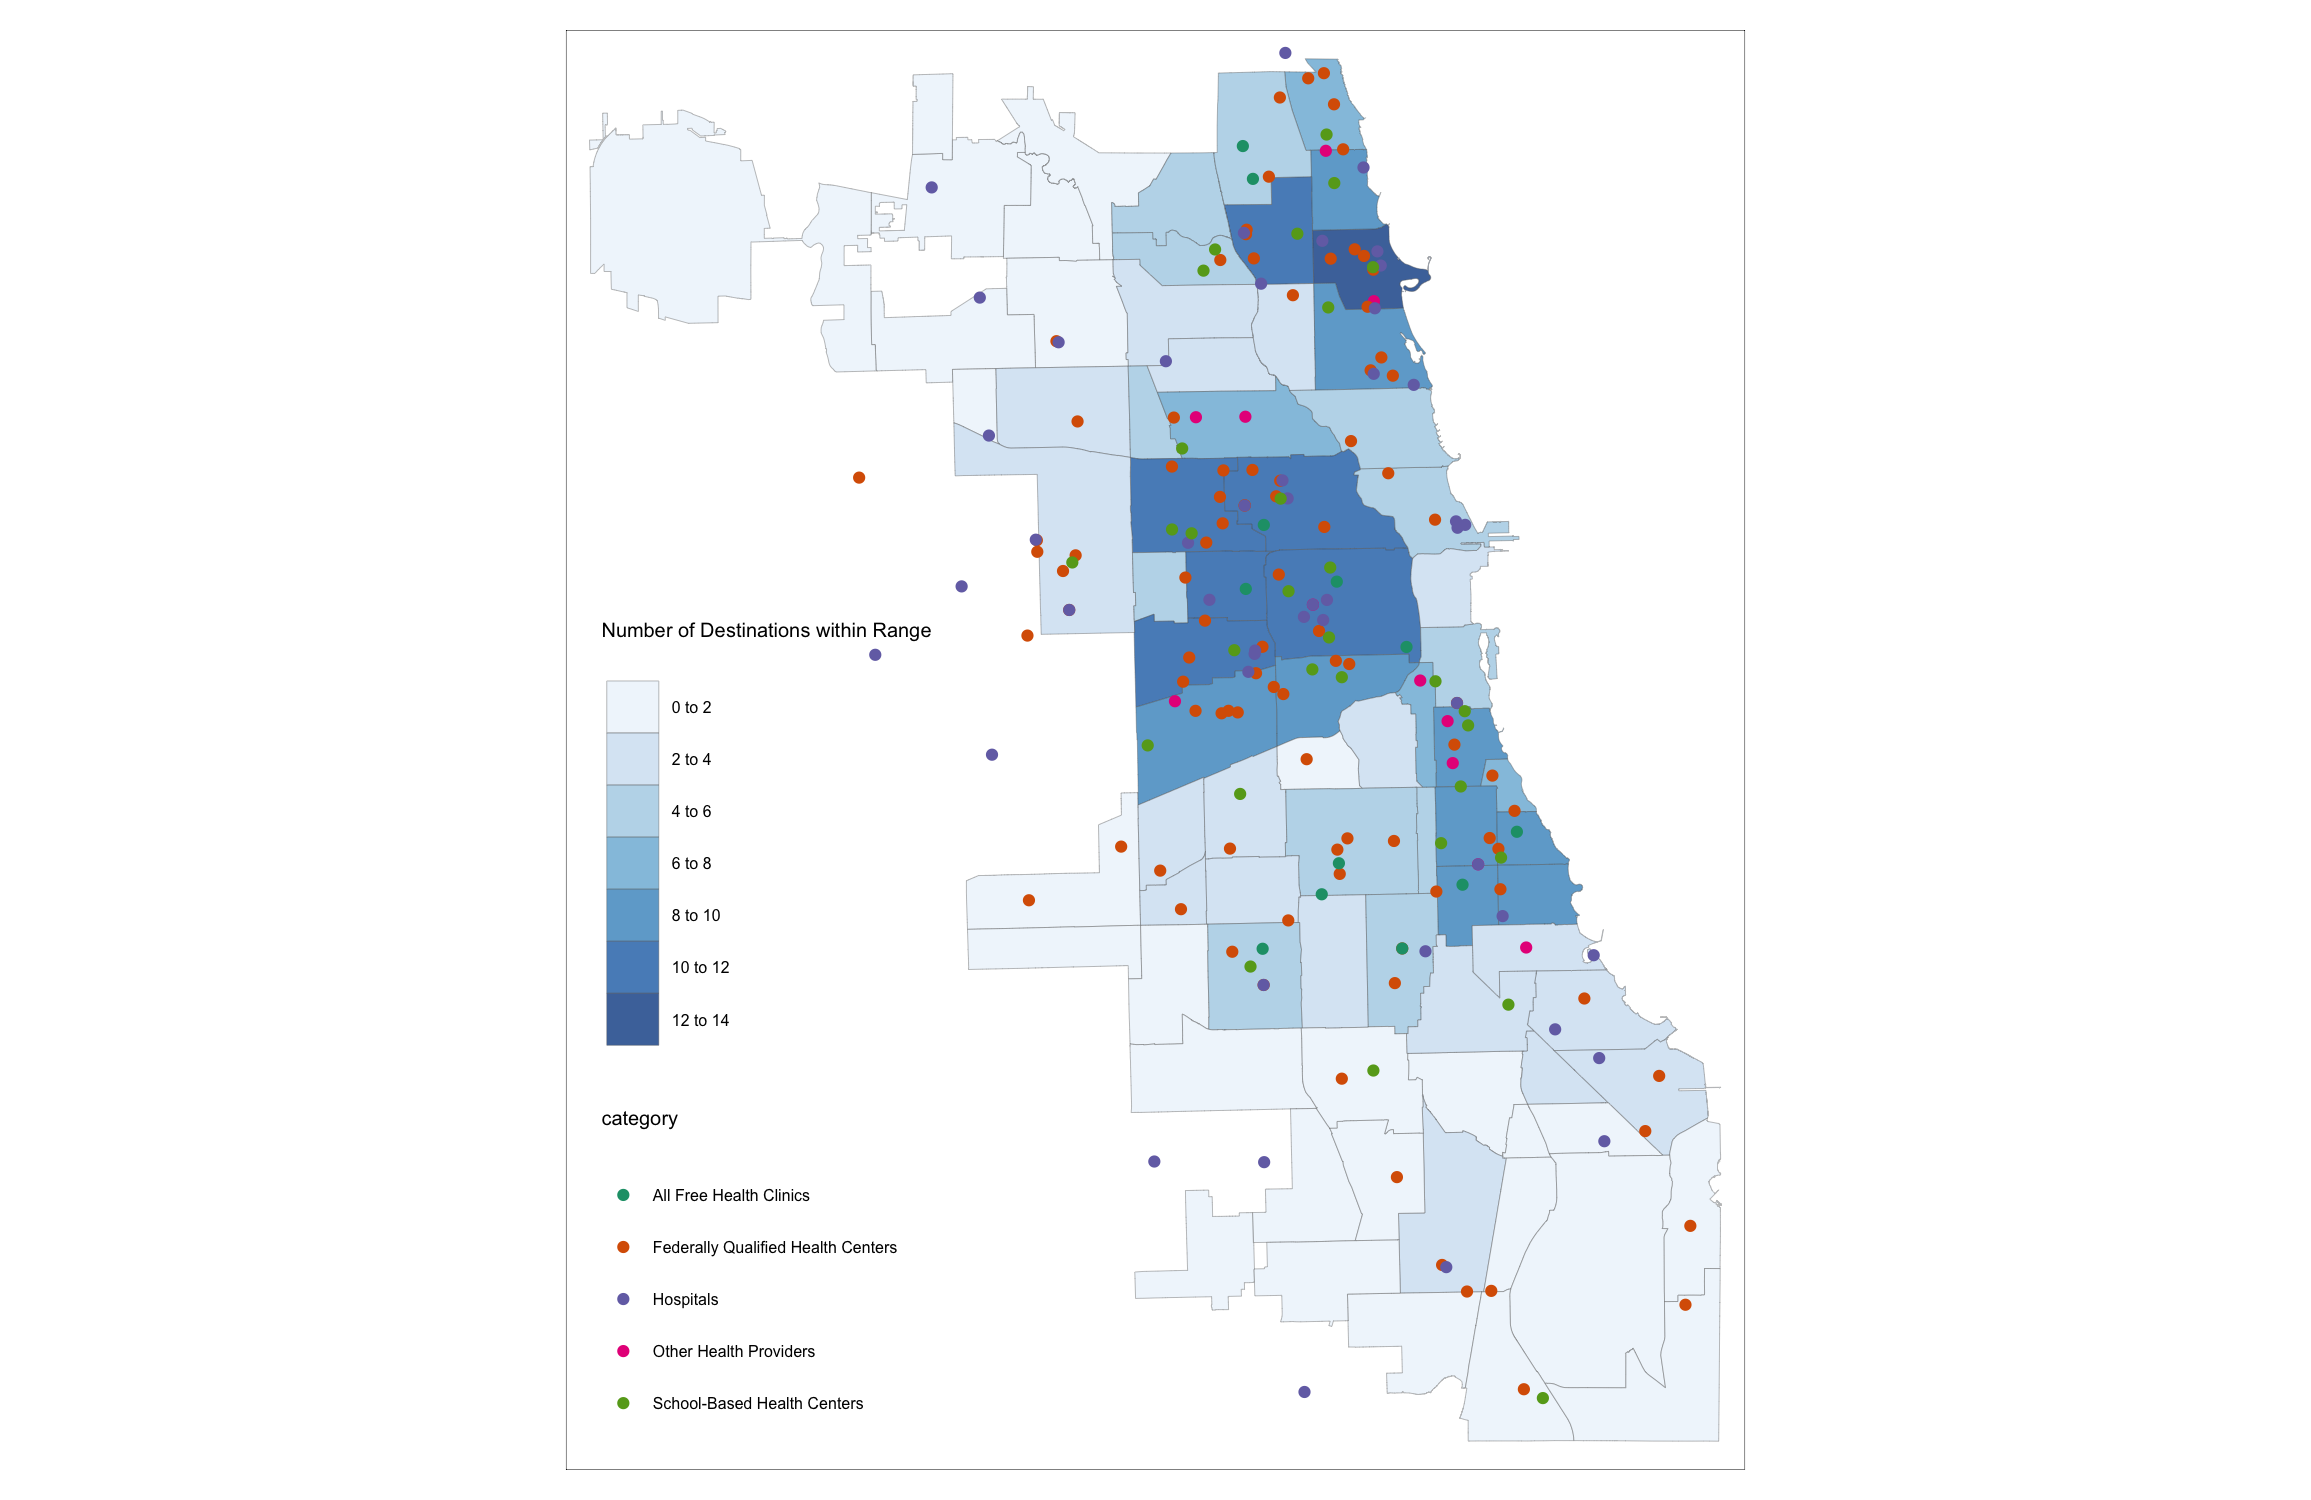 Number of Destinations within Range
0 to 2
2 to 4
4 to 6
6 to 8
8 to 10
10 to 12
12 to 14
category
All Free Health Clinics
Federally Qualified Health Centers
Hospitals
Other Health Providers
School-Based Health Centers